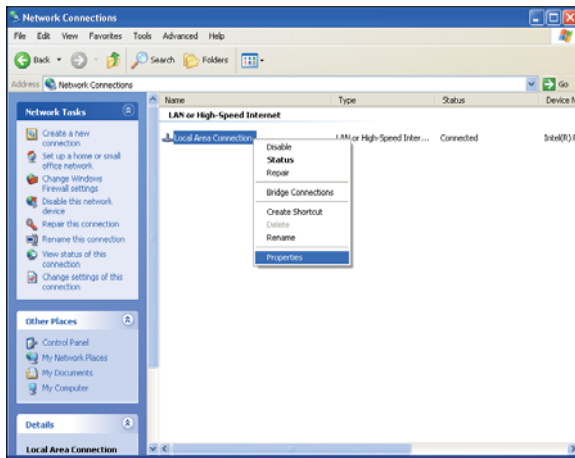 Network Connections
File Edit View Favorites Tools Advanced Help
Back Search Folders
Address Network Connections Go
Name Type Status Device N
LAN or High-Speed Internet
Local Area Connection LAN or High-Speed Inter... Connected Intel(R)
Network Tasks
Create a new
connection
Set up a home or small
office network
Change Windows
Firewall settings
Disable this network
device
Repair this connection
Rename this connection
View status of this
connection
Change settings of this
connection
Other Places
Control Panel
My Network Places
My Documents
My Computer
Details
Local Area Connection
Disable
Status
Repair
Bridge Connections
Create Shortcut
Delete
Rename
Properties